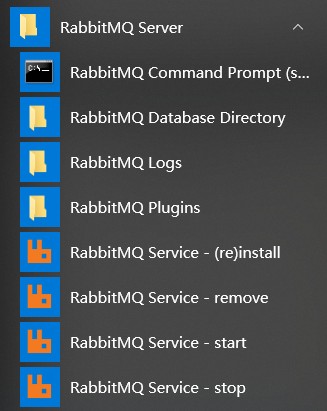 RabbitMQ Server
RabbitMQ Command Prompt (s...
RabbitMQ Database Directory
RabbitMQ Logs
RabbitMQ Plugins
RabbitMQ Service - (re)install
RabbitMQ Service - remove
RabbitMQ Service - start
RabbitMQ Service - stop